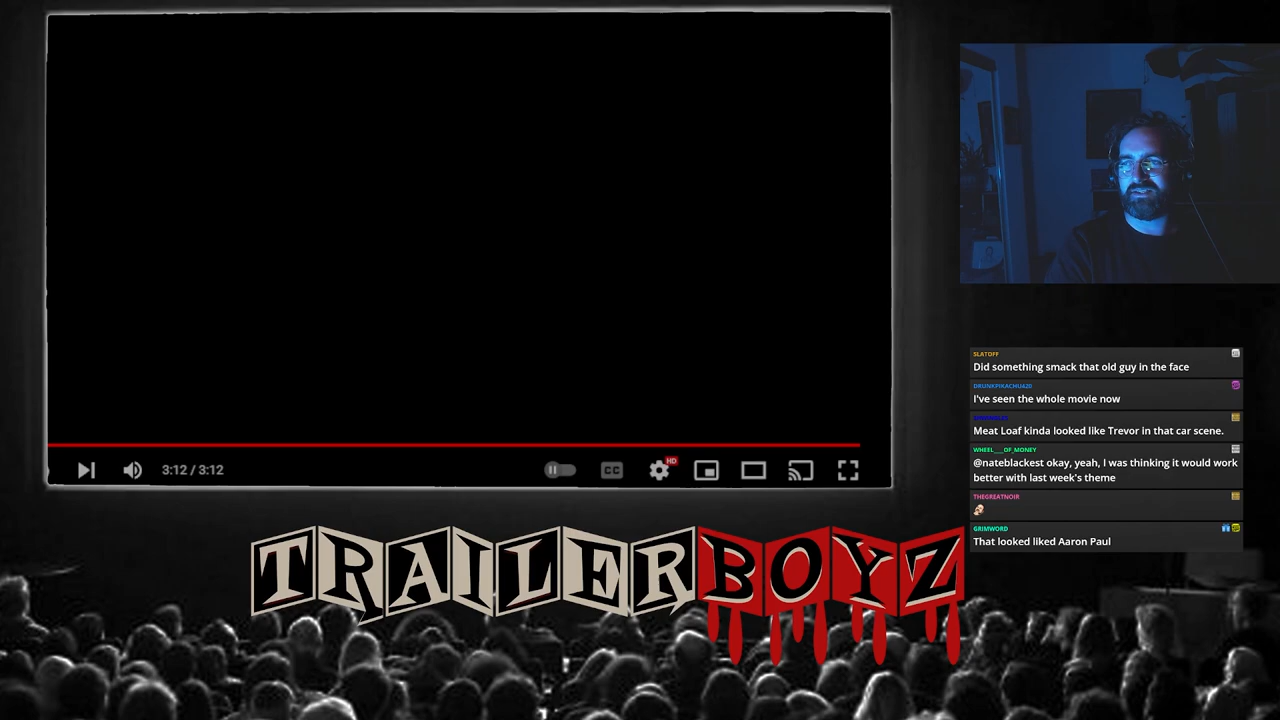 SLATOFF
Did something smack that old guy in the face
DRUNKPIKACHU420
I've seen the whole movie now
Meat Loaf kinda looked like Trevor in that car scene.
WHEEL___OF_MONEY
@nateblackest okay, yeah, I was thinking it would work
better with last week's theme
THEGREATNOIR
GRIMWORD
That looked liked Aaron Paul
HD
CC
3:12 / 3:12
TRAILERBOYZ